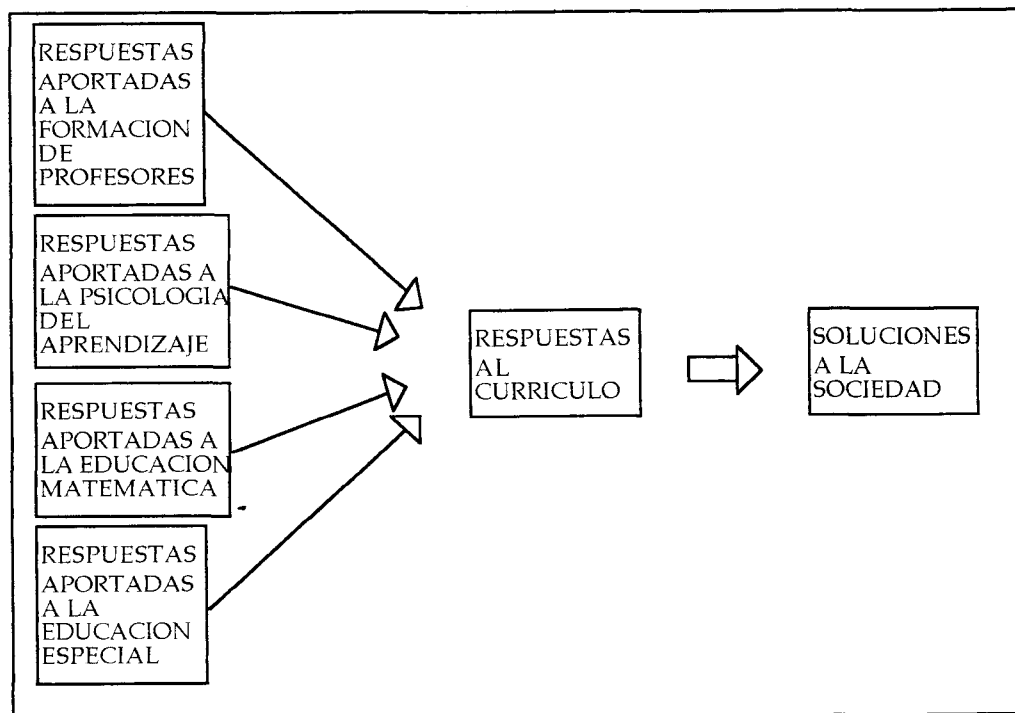 RESPUESTAS
APORTADAS
A LA
FORMACION
DE
PROFESORES
RESPUESTAS
APORTADAS A
LA PSICOLOGIA
DEL
APRENDIZAJE
RESPUESTAS
APORTADAS A
LA EDUCACION
MATEMATICA
RESPUESTAS
APORTADAS
A LA
EDUCACION
ESPECIAL
RESPUESTAS
AL
CURRICULO
SOLUCIONES
A LA
SOCIEDAD